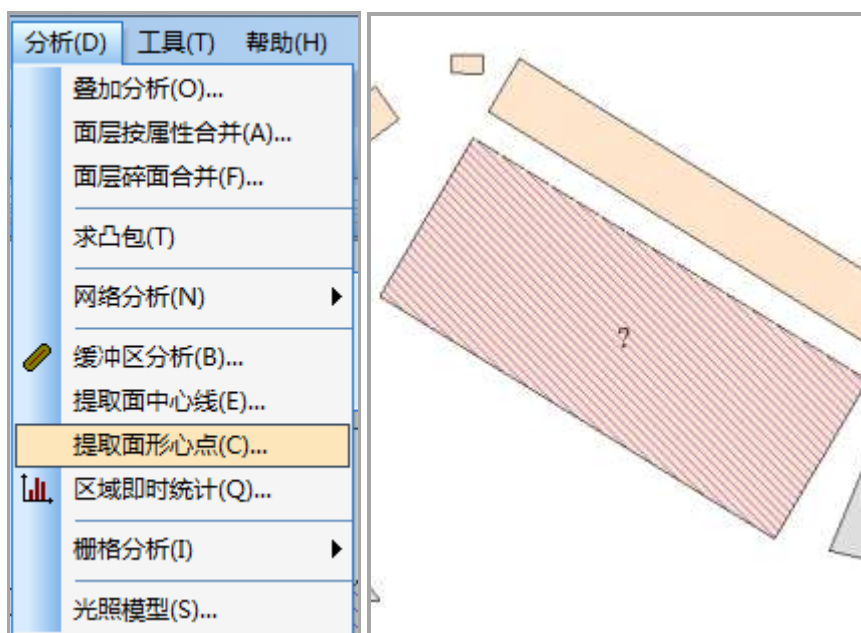 分析(D) 工具(T) 帮助(H)
叠加分析(O)...
面层按属性合并(A)...
面层碎面合并(F)...
求凸包(T)
网络分析(N)
缓冲区分析(B)...
提取面中心线(E)...
提取面形心点(C)...
区域即时统计(Q)...
栅格分析(I)
光照模型(S)...
?